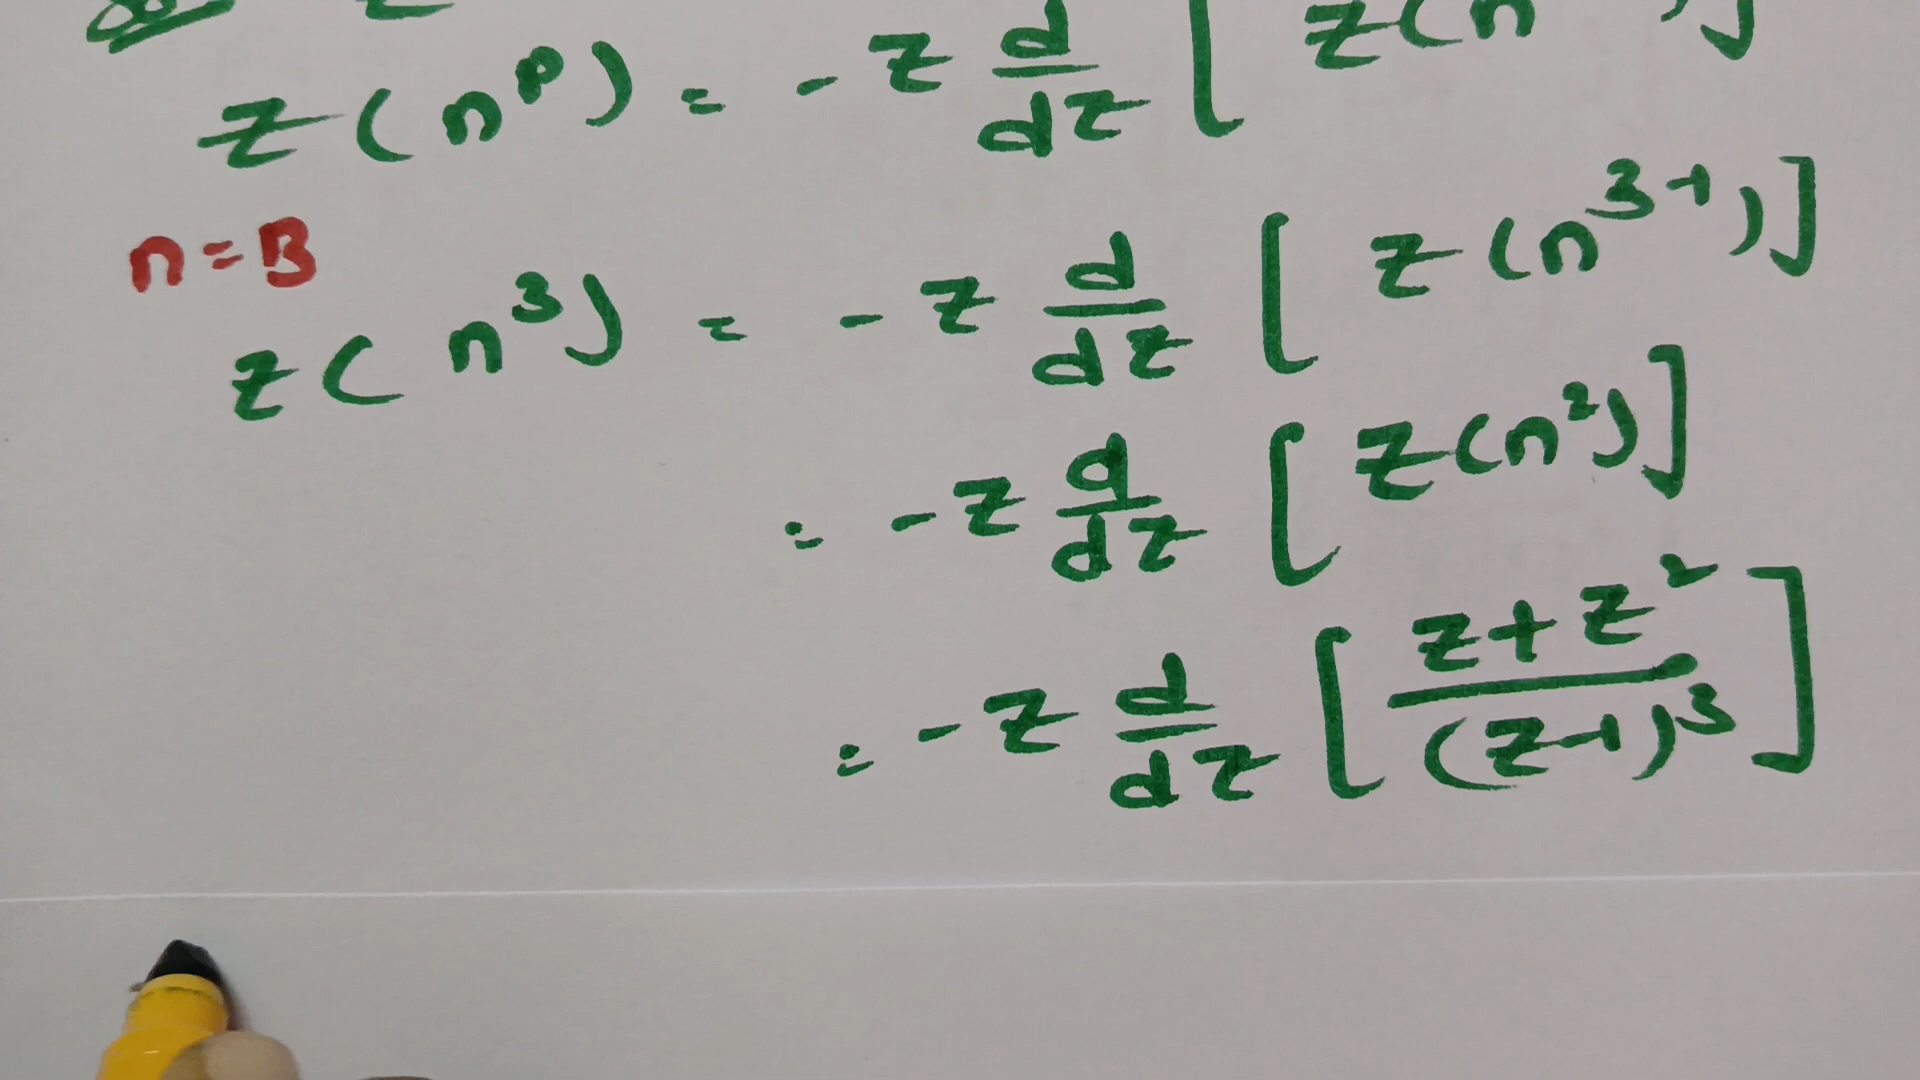 z(n^p) = -z d/dz [ z(n )]
n=3
z(n^3) = -z d/dz [ z(n^{3-1})]
= -z d/dz [ z(n^2)]
= -z d/dz [ (z+z^2)/(z-1)^3 ]